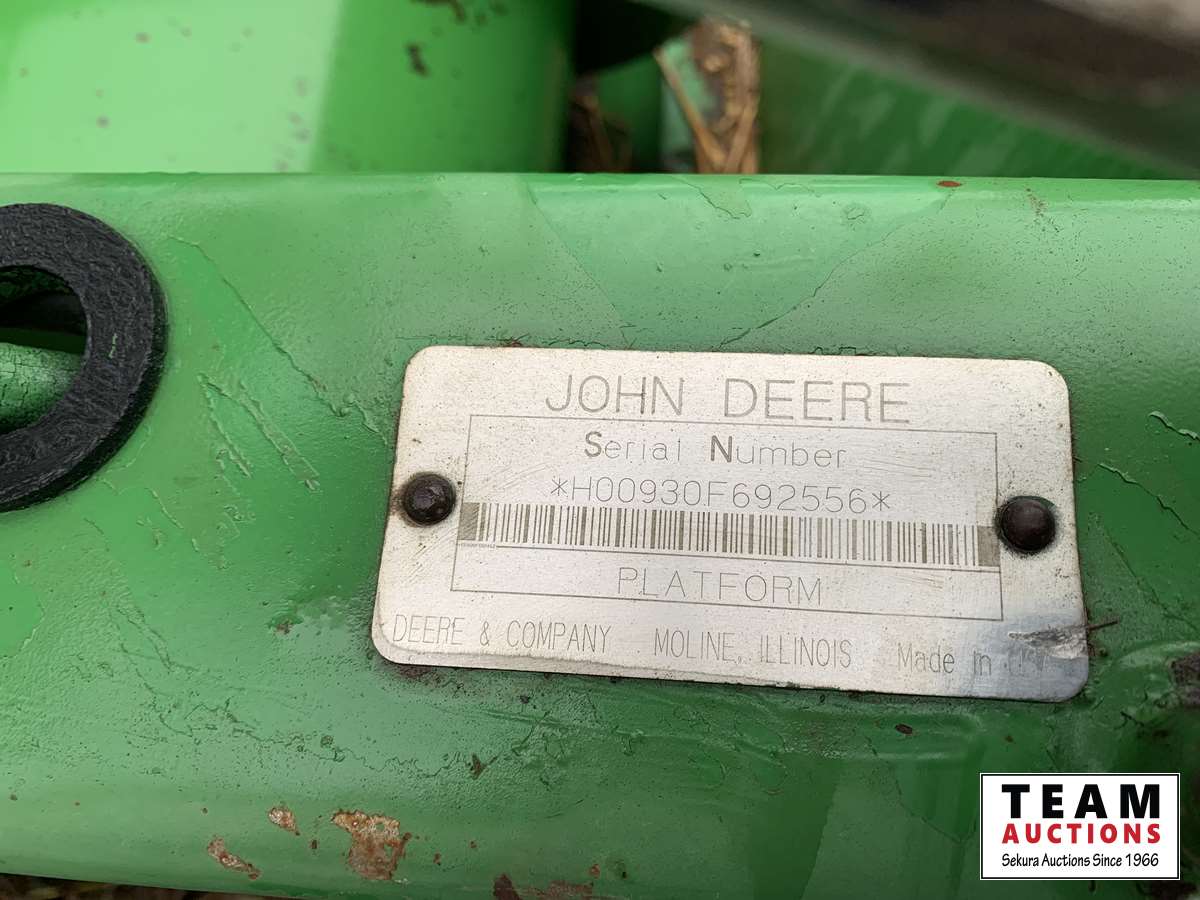 JOHN DEERE
Serial Number
*H00930F692556*
PLATFORM
DEERE & COMPANY MOLINE, ILLINOIS Made in
TEAM
AUCTIONS
Sekura Auctions Since 1966